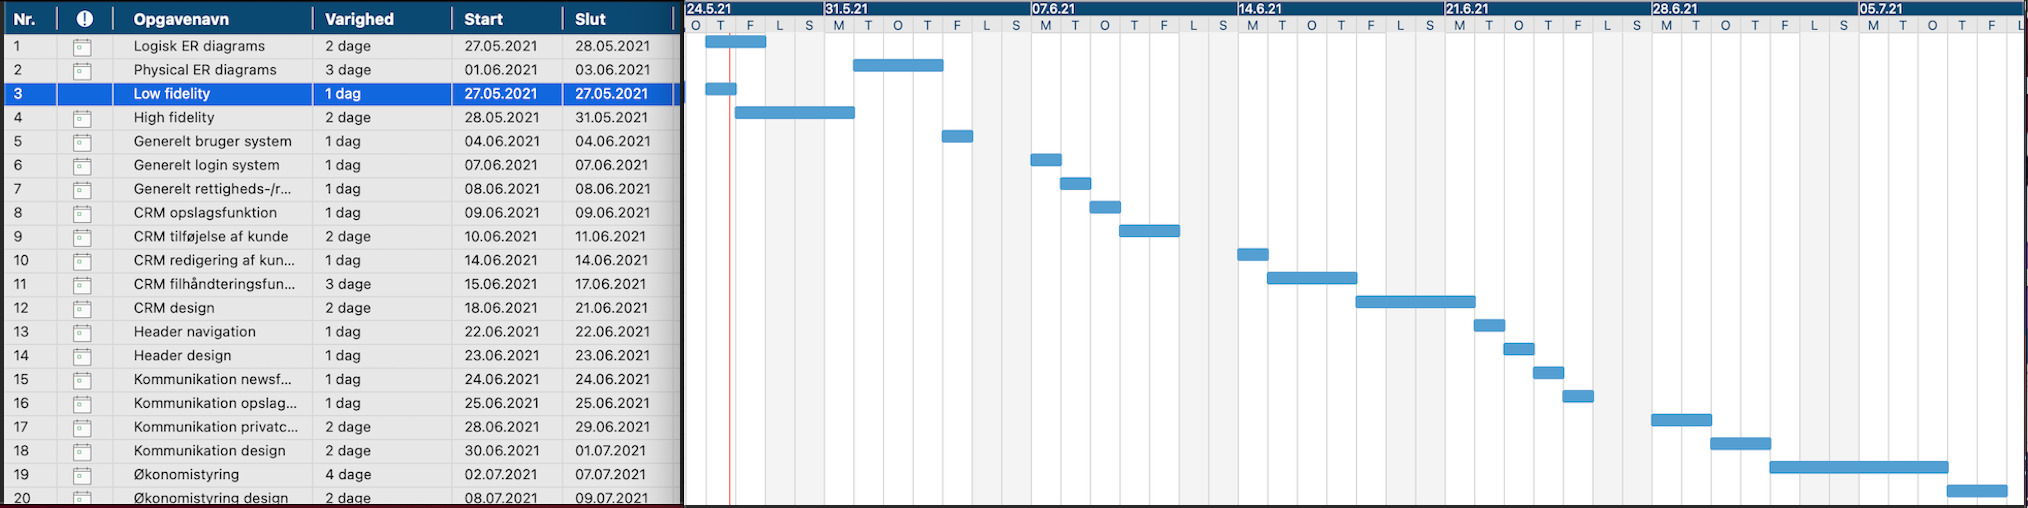 Nr. Opgavenavn Varighed Start Slut
24.5.21 31.5.21 07.6.21 14.6.21 21.6.21 28.6.21 05.7.21
O T F L S M T O T F L S M T O T F L S M T O T F L S M T O T F L S M T O T F L S M T O T F L
1 Logisk ER diagrams 2 dage 27.05.2021 28.05.2021
2 Physical ER diagrams 3 dage 01.06.2021 03.06.2021
3 Low fidelity 1 dag 27.05.2021 27.05.2021
4 High fidelity 2 dage 28.05.2021 31.05.2021
5 Generelt bruger system 1 dag 04.06.2021 04.06.2021
6 Generelt login system 1 dag 07.06.2021 07.06.2021
7 Generelt rettigheds-/r... 1 dag 08.06.2021 08.06.2021
8 CRM opslagsfunktion 1 dag 09.06.2021 09.06.2021
9 CRM tilføjelse af kunde 2 dage 10.06.2021 11.06.2021
10 CRM redigering af kun... 1 dag 14.06.2021 14.06.2021
11 CRM filhåndteringsfun... 3 dage 15.06.2021 17.06.2021
12 CRM design 2 dage 18.06.2021 21.06.2021
13 Header navigation 1 dag 22.06.2021 22.06.2021
14 Header design 1 dag 23.06.2021 23.06.2021
15 Kommunikation newsf... 1 dag 24.06.2021 24.06.2021
16 Kommunikation opslag... 1 dag 25.06.2021 25.06.2021
17 Kommunikation privatc... 2 dage 28.06.2021 29.06.2021
18 Kommunikation design 2 dage 30.06.2021 01.07.2021
19 Økonomistyring 4 dage 02.07.2021 07.07.2021
20 Økonomistyring design 2 dage 08.07.2021 09.07.2021